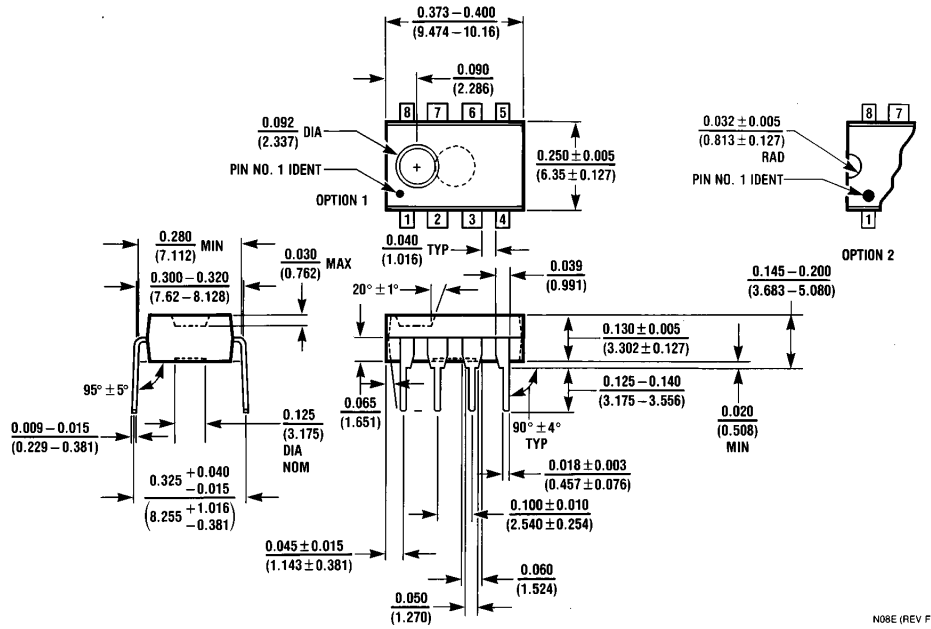 0.373–0.400
(9.474–10.16)
0.090
(2.286)
8 7 6 5
0.092 DIA
(2.337)
PIN NO. 1 IDENT
OPTION 1
+
1 2 3 4
0.250 ± 0.005
(6.35 ± 0.127)
0.032 ± 0.005
(0.813 ± 0.127)
RAD
PIN NO. 1 IDENT
8 7
1
OPTION 2
0.280 MIN
(7.112)
0.030 MAX
(0.762)
0.300–0.320
(7.62–8.128)
0.040 TYP
(1.016)
0.039
(0.991)
20° ±1°
0.145–0.200
(3.683–5.080)
0.130 ± 0.005
(3.302 ± 0.127)
0.125–0.140
(3.175–3.556)
0.020
(0.508)
MIN
95° ± 5°
0.065
(1.651)
90° ± 4°
TYP
0.009–0.015
(0.229–0.381)
0.125
(3.175)
DIA
NOM
0.325 +0.040 -0.015
(8.255 +1.016 -0.381)
0.018 ± 0.003
(0.457 ± 0.076)
0.100 ± 0.010
(2.540 ± 0.254)
0.045 ± 0.015
(1.143 ± 0.381)
0.060
(1.524)
0.050
(1.270)
N08E (REV F